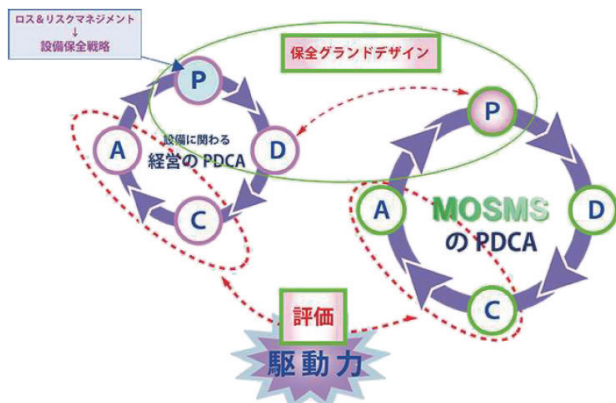 ロス＆リスクマネジメント
↓
設備保全戦略
保全グランドデザイン
P
D
C
A
設備に関わる
経営のPDCA
P
D
C
A
MOSMS
のPDCA
評価
駆動力